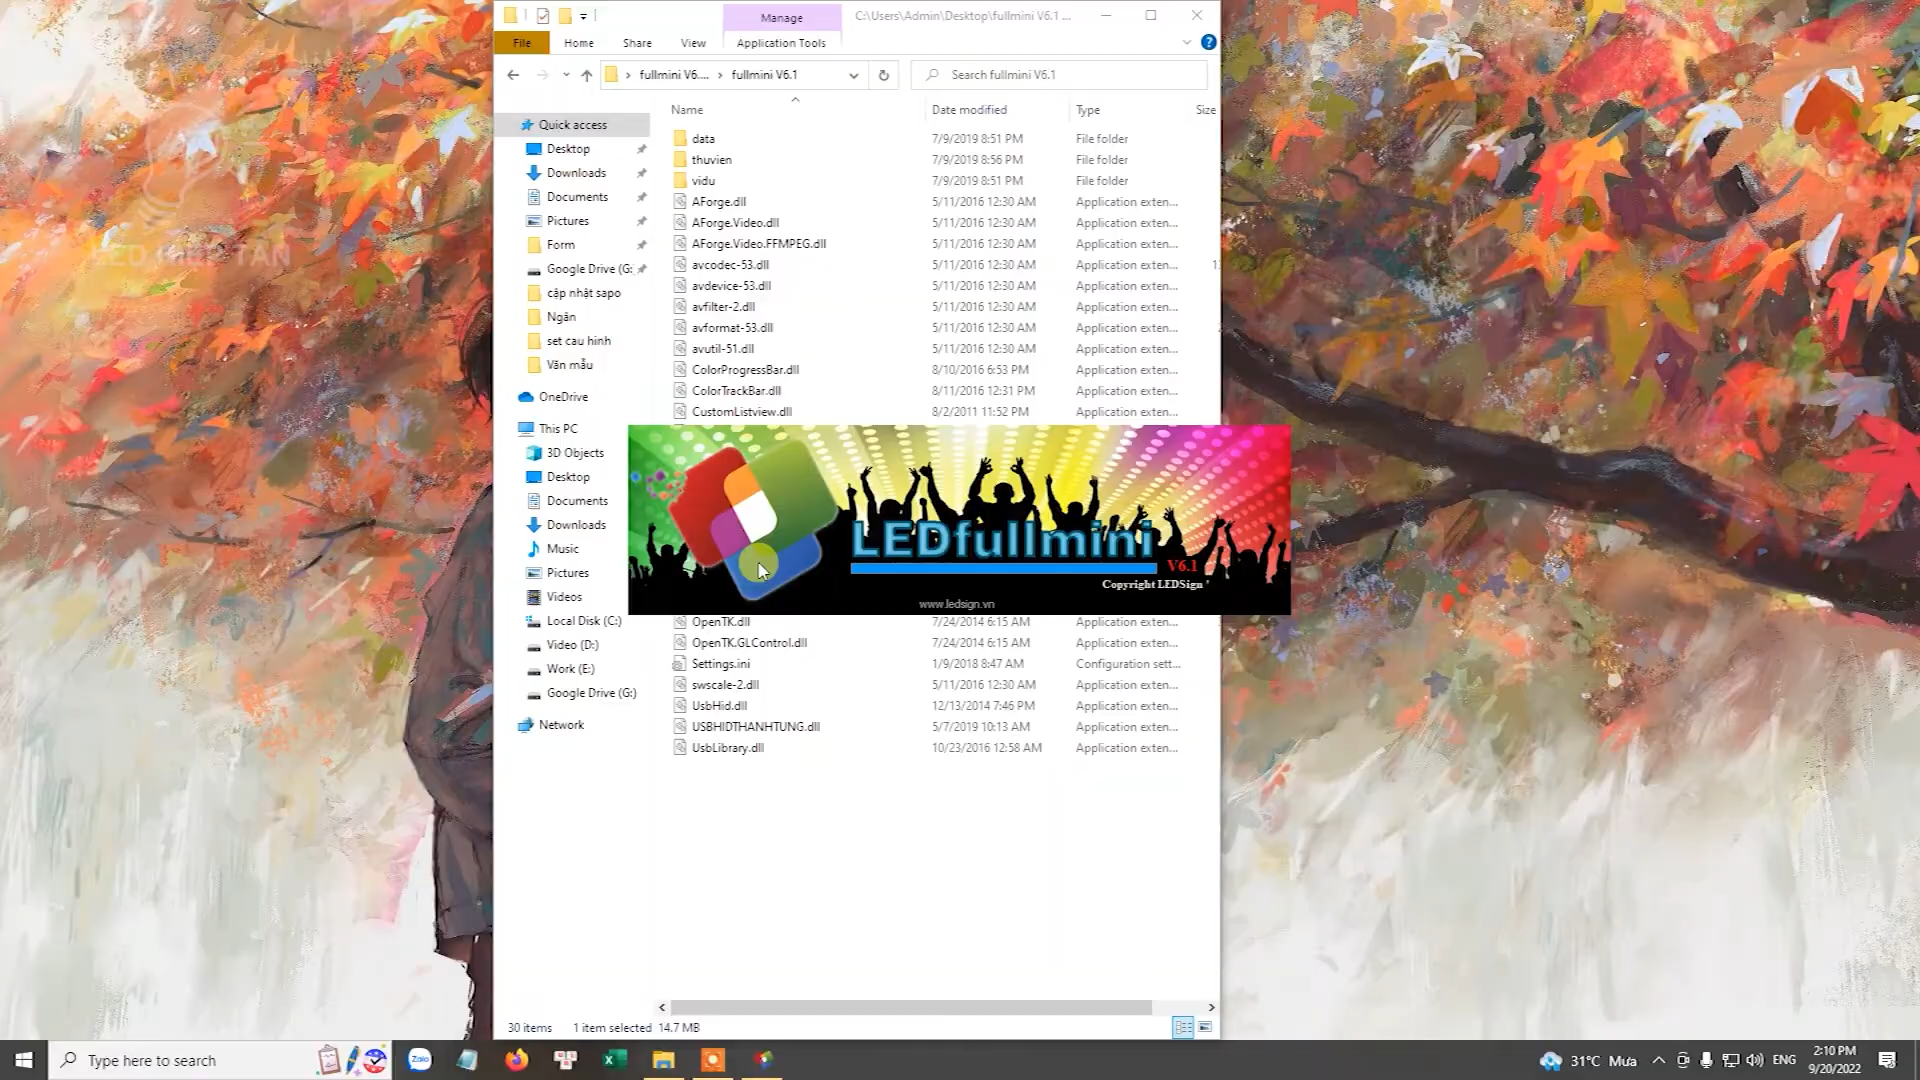 Manage
C:\Users\Admin\Desktop\fullmini V6.1 ...
File
Home
Share
View
Application Tools
fullmini V6.... › fullmini V6.1
Search fullmini V6.1
Name
Date modified
Type
Size
Quick access
Desktop
Downloads
Documents
Pictures
Form
Google Drive (G:
cập nhật sapo
Ngân
set cau hinh
Văn mẫu
OneDrive
This PC
3D Objects
Desktop
Documents
Downloads
Music
Pictures
Videos
Local Disk (C:)
Video (D:)
Work (E:)
Google Drive (G:)
Network
data 7/9/2019 8:51 PM File folder
thuvien 7/9/2019 8:56 PM File folder
vidu 7/9/2019 8:51 PM File folder
AForge.dll 5/11/2016 12:30 AM Application exten...
AForge.Video.dll 5/11/2016 12:30 AM Application exten...
AForge.Video.FFMPEG.dll 5/11/2016 12:30 AM Application exten...
avcodec-53.dll 5/11/2016 12:30 AM Application exten...
avdevice-53.dll 5/11/2016 12:30 AM Application exten...
avfilter-2.dll 5/11/2016 12:30 AM Application exten...
avformat-53.dll 5/11/2016 12:30 AM Application exten...
avutil-51.dll 5/11/2016 12:30 AM Application exten...
ColorProgressBar.dll 8/10/2016 6:53 PM Application exten...
ColorTrackBar.dll 8/11/2016 12:31 PM Application exten...
CustomListview.dll 8/2/2011 11:52 PM Application exten...
LEDfullmini
V6.1
Copyright LEDSign
www.ledsign.vn
OpenTK.dll 7/24/2014 6:15 AM Application exten...
OpenTK.GLControl.dll 7/24/2014 6:15 AM Application exten...
Settings.ini 1/9/2018 8:47 AM Configuration sett...
swscale-2.dll 5/11/2016 12:30 AM Application exten...
UsbHid.dll 12/13/2014 7:46 PM Application exten...
USBHIDTHANHTUNG.dll 5/7/2019 10:13 AM Application exten...
UsbLibrary.dll 10/23/2016 12:58 AM Application exten...
30 items 1 item selected 14.7 MB
Type here to search
Zalo
31°C Mưa
ENG
2:10 PM
9/20/2022